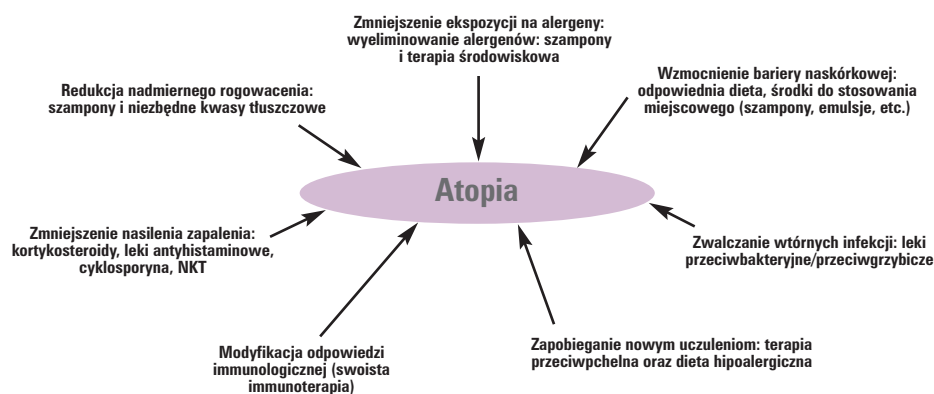 Zmniejszenie ekspozycji na alergeny:
wyeliminowanie alergenów: szampony
i terapia środowiskowa
Redukcja nadmiernego rogowacenia:
szampony i niezbędne kwasy tłuszczowe
Wzmocnienie bariery naskórkowej:
odpowiednia dieta, środki do stosowania
miejscowego (szampony, emulsje, etc.)
Atopia
Zmniejszenie nasilenia zapalenia:
kortykosteroidy, leki antyhistaminowe,
cyklosporyna, NKT
Zwalczanie wtórnych infekcji: leki
przeciwbakteryjne/przeciwgrzybicze
Modyfikacja odpowiedzi
immunologicznej (swoista
immunoterapia)
Zapobieganie nowym uczuleniom: terapia
przeciwpchelna oraz dieta hipoalergiczna